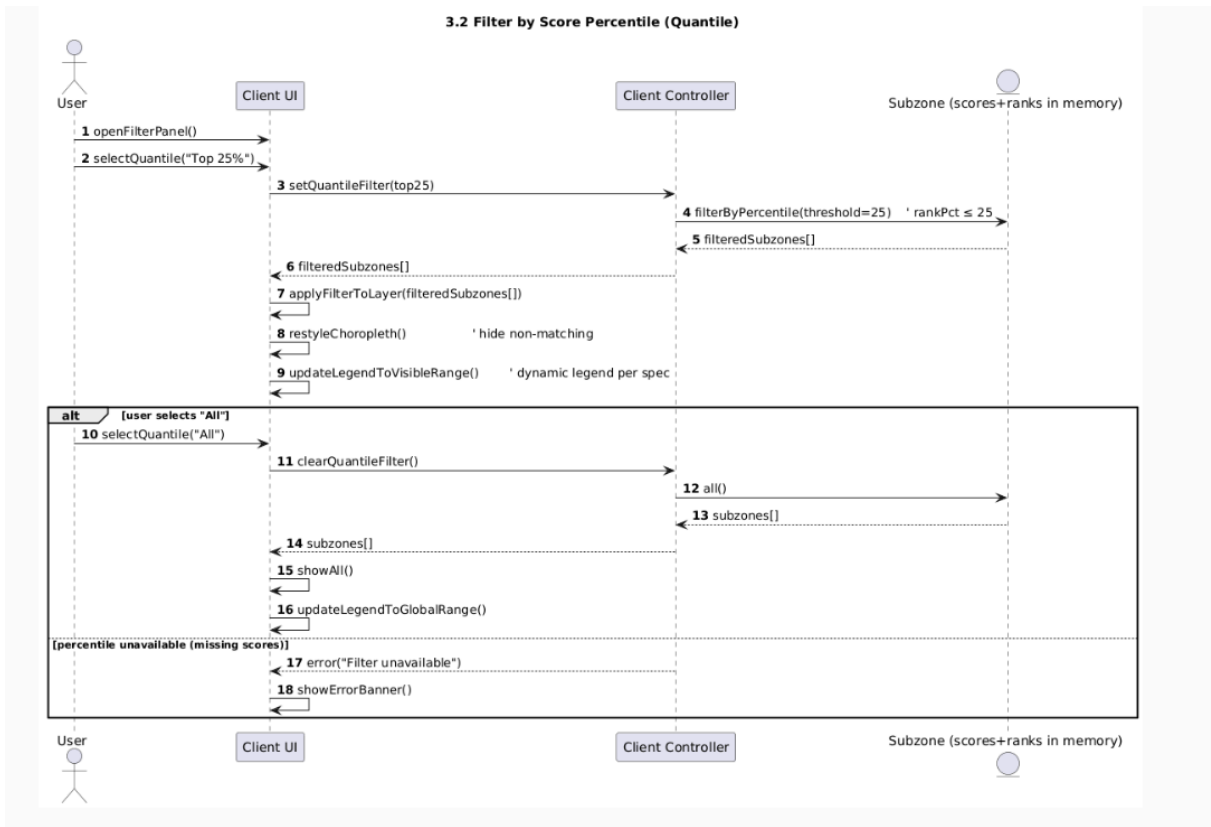 3.2 Filter by Score Percentile (Quantile)
User
Client UI
Client Controller
Subzone (scores+ranks in memory)
1 openFilterPanel()
2 selectQuantile("Top 25%")
3 setQuantileFilter(top25)
4 filterByPercentile(threshold=25) ' rankPct ≤ 25
5 filteredSubzones[]
6 filteredSubzones[]
7 applyFilterToLayer(filteredSubzones[])
8 restyleChoropleth() ' hide non-matching
9 updateLegendToVisibleRange() ' dynamic legend per spec
alt [user selects "All"]
10 selectQuantile("All")
11 clearQuantileFilter()
12 all()
13 subzones[]
14 subzones[]
15 showAll()
16 updateLegendToGlobalRange()
[percentile unavailable (missing scores)]
17 error("Filter unavailable")
18 showErrorBanner()
User
Client UI
Client Controller
Subzone (scores+ranks in memory)